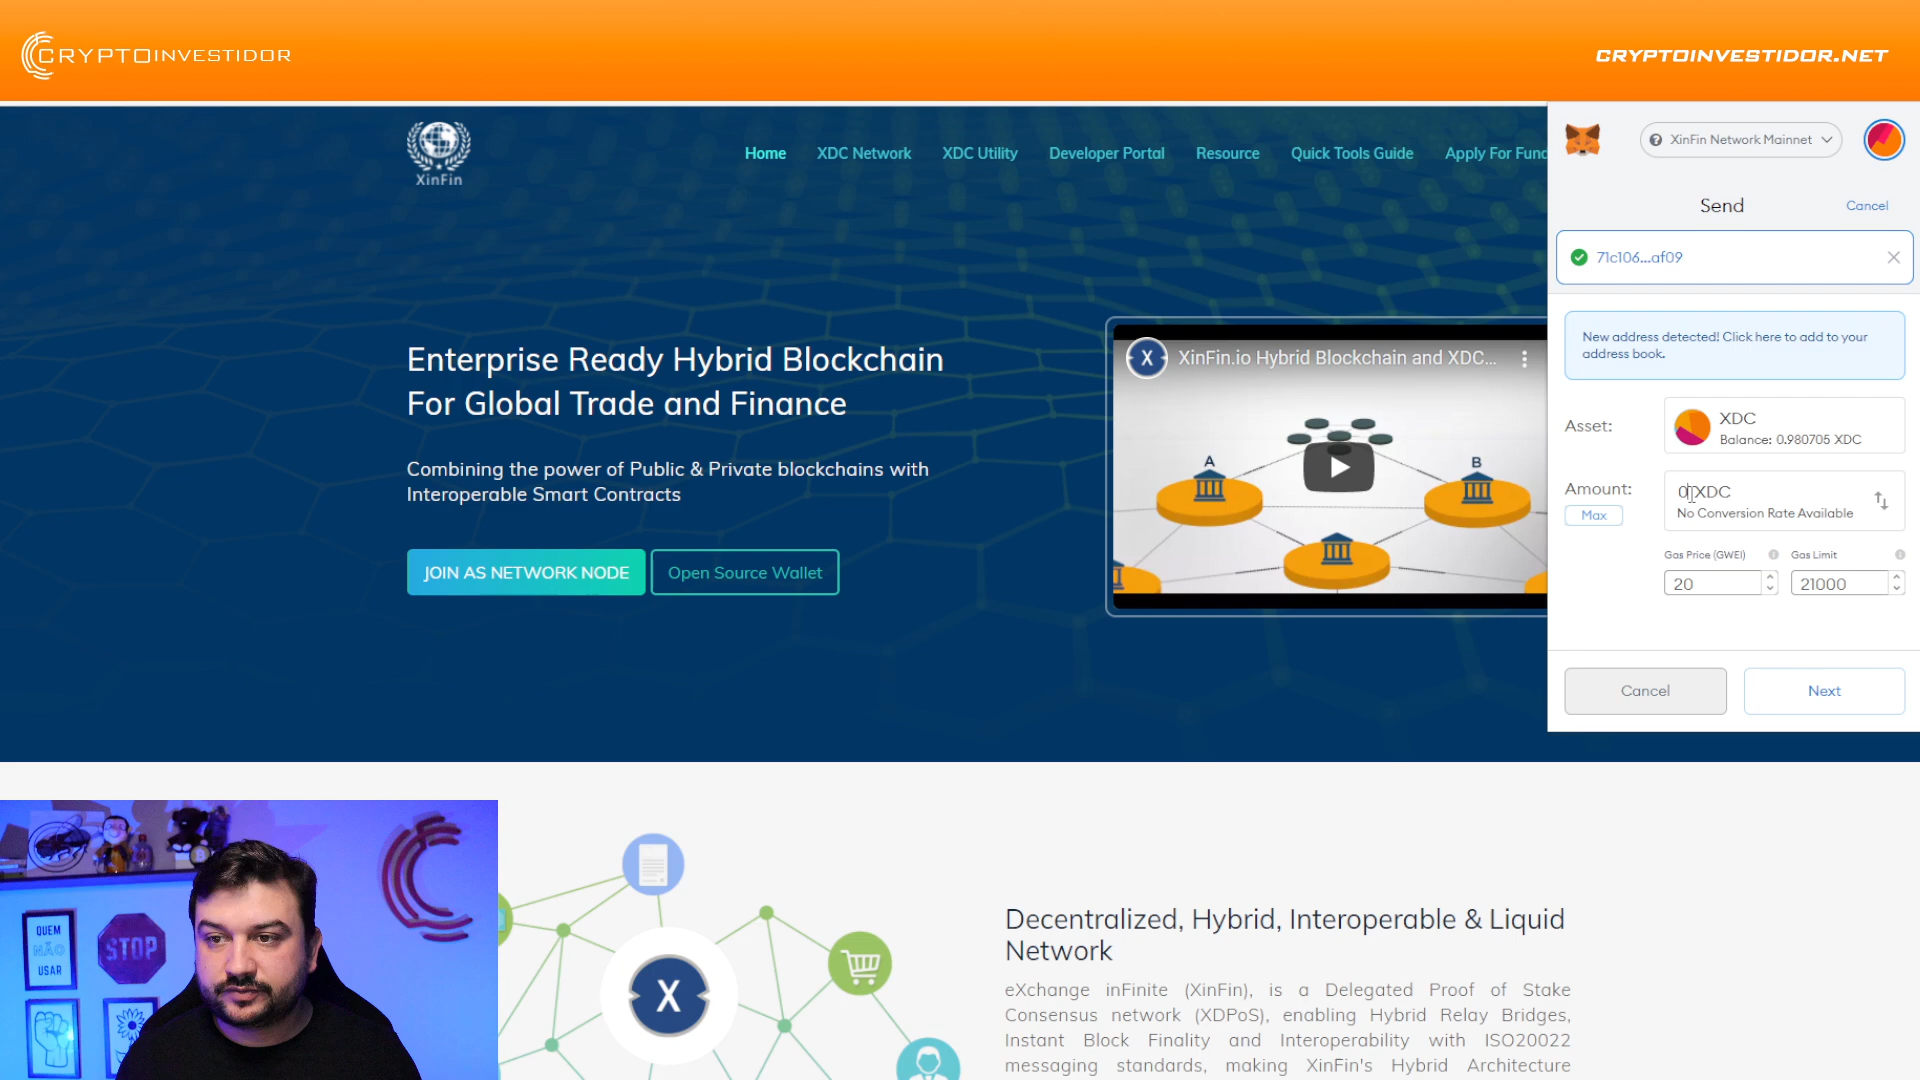 CRYPTOINVESTIDOR
CRYPTOINVESTIDOR.NET
XinFin
Home
XDC Network
XDC Utility
Developer Portal
Resource
Quick Tools Guide
Apply For Fund
Enterprise Ready Hybrid Blockchain
For Global Trade and Finance
Combining the power of Public & Private blockchains with
Interoperable Smart Contracts
JOIN AS NETWORK NODE
Open Source Wallet
X
XinFin.io Hybrid Blockchain and XDC...
A
B
XinFin Network Mainnet
Send
Cancel
71c106...af09
New address detected! Click here to add to your
address book.
Asset:
XDC
Balance: 0.980705 XDC
Amount:
Max
0 XDC
No Conversion Rate Available
Gas Price (GWEI)
Gas Limit
20
21000
Cancel
Next
QUEM
NÃO
USAR
STOP
X
Decentralized, Hybrid, Interoperable & Liquid
Network
eXchange inFinite (XinFin), is a Delegated Proof of Stake
Consensus network (XDPoS), enabling Hybrid Relay Bridges,
Instant Block Finality and Interoperability with ISO20022
messaging standards, making XinFin's Hybrid Architecture